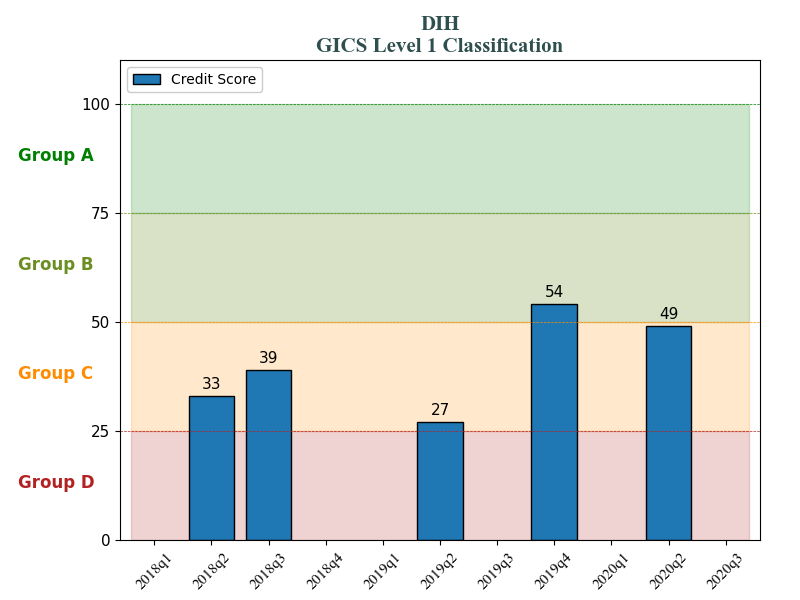 DIH
GICS Level 1 Classification
Credit Score
100
Group A
75
Group B
54
50
49
39
Group C
33
27
25
Group D
0
2018q1
2018q2
2018q3
2018q4
2019q1
2019q2
2019q3
2019q4
2020q1
2020q2
2020q3